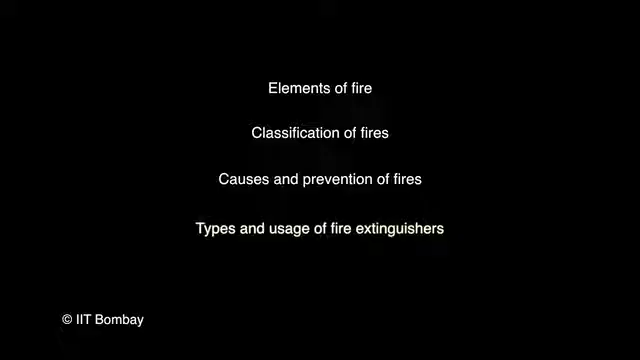 Elements of fire
Classification of fires
Causes and prevention of fires
Types and usage of fire extinguishers
© IIT Bombay